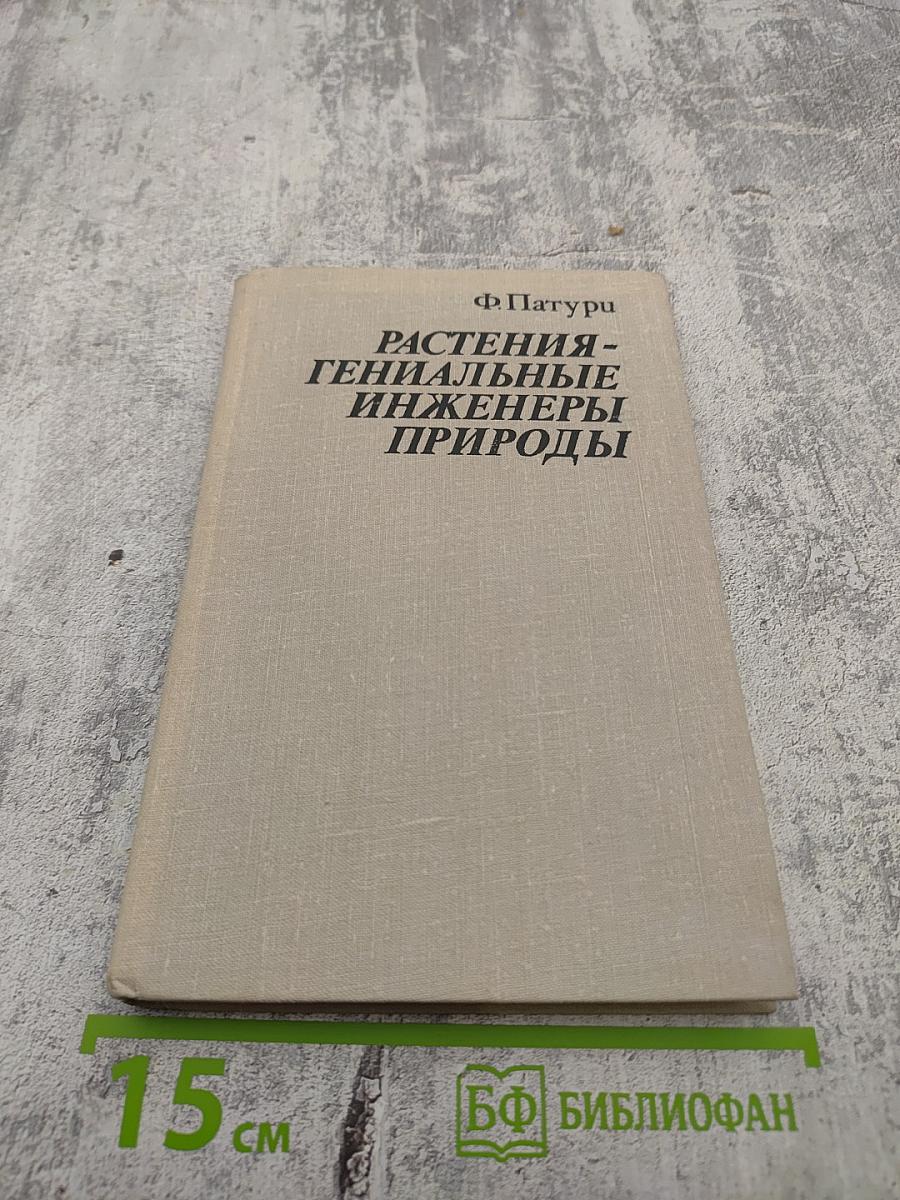 Ф. Патури
РАСТЕНИЯ-
ГЕНИАЛЬНЫЕ
ИНЖЕНЕРЫ
ПРИРОДЫ
15 см
БФ БИБЛИОФАН